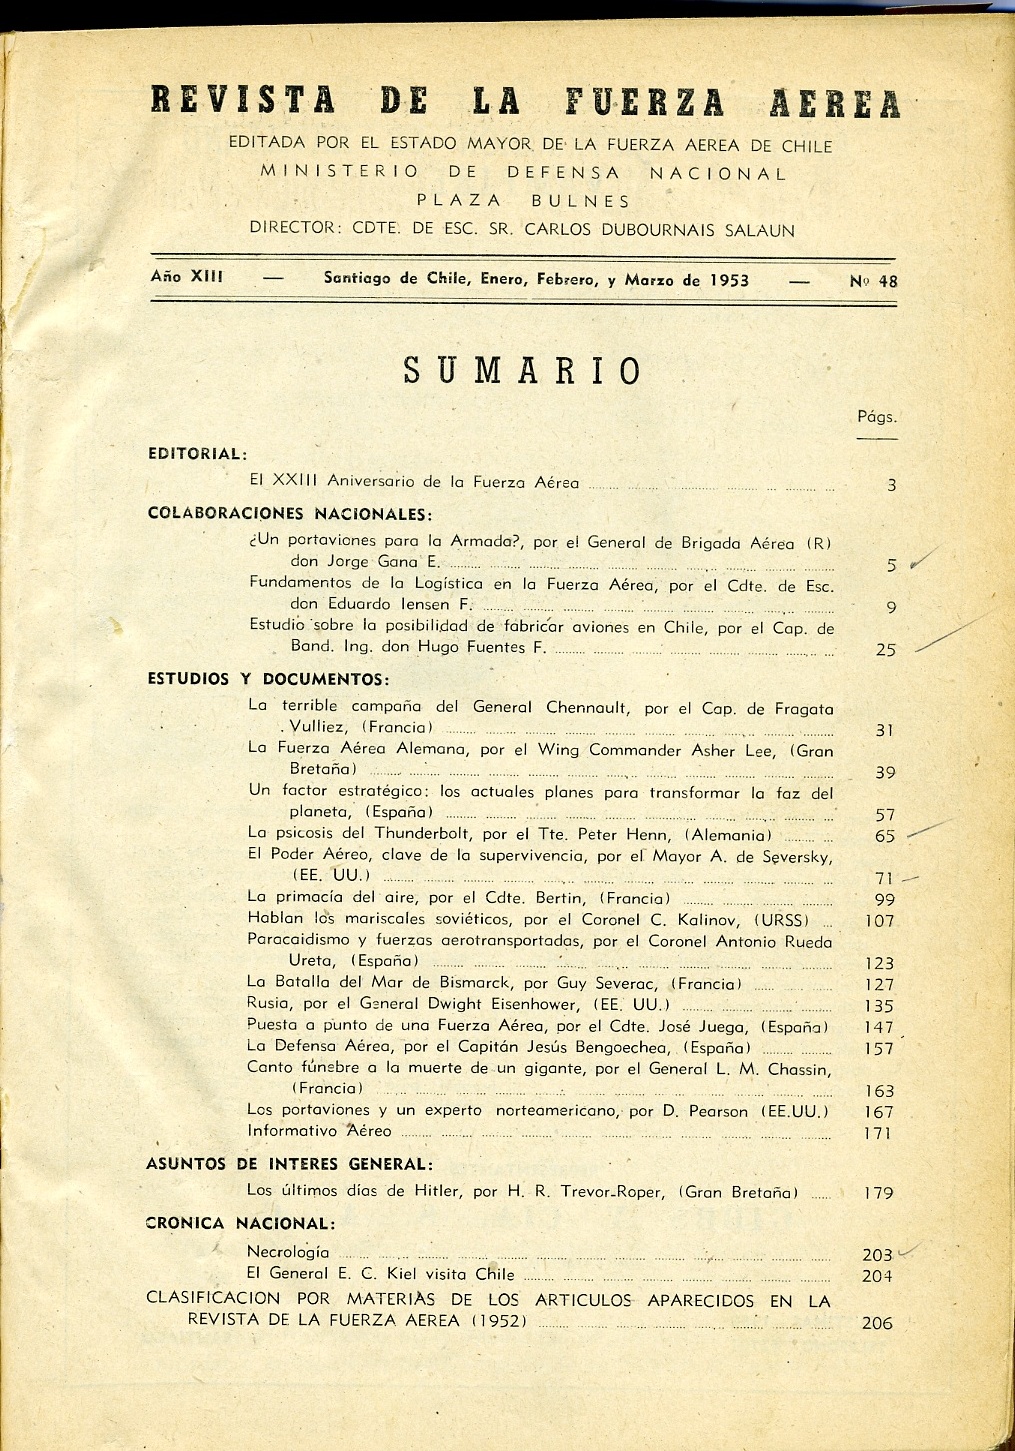 REVISTA DE LA FUERZA AEREA
EDITADA POR EL ESTADO MAYOR DE LA FUERZA AEREA DE CHILE
MINISTERIO DE DEFENSA NACIONAL
PLAZA BULNES
DIRECTOR: CDTE. DE ESC. SR. CARLOS DUBOURNAIS SALAUN
Año XIII — Santiago de Chile, Enero, Febrero, y Marzo de 1953 — Nº 48
SUMARIO
Págs.
EDITORIAL:
El XXIII Aniversario de la Fuerza Aérea ........ 3
COLABORACIONES NACIONALES:
¿Un portaviones para la Armada?, por el General de Brigada Aérea (R)
don Jorge Gana E. ........ 5
Fundamentos de la Logística en la Fuerza Aérea, por el Cdte. de Esc.
don Eduardo Iensen F. ........ 9
Estudio sobre la posibilidad de fabricar aviones en Chile, por el Cap. de
Band. Ing. don Hugo Fuentes F. ........ 25
ESTUDIOS Y DOCUMENTOS:
La terrible campaña del General Chennault, por el Cap. de Fragata
Vulliez, (Francia) ........ 31
La Fuerza Aérea Alemana, por el Wing Commander Asher Lee, (Gran
Bretaña) ........ 39
Un factor estratégico: los actuales planes para transformar la faz del
planeta, (España) ........ 57
La psicosis del Thunderbolt, por el Tte. Peter Henn, (Alemania) ........ 65
El Poder Aéreo, clave de la supervivencia, por el Mayor A. de Seversky,
(EE. UU.) ........ 71
La primacía del aire, por el Cdte. Bertin, (Francia) ........ 99
Hablan los mariscales soviéticos, por el Coronel C. Kalinov, (URSS) ... 107
Paracaidismo y fuerzas aerotransportadas, por el Coronel Antonio Rueda
Ureta, (España) ........ 123
La Batalla del Mar de Bismarck, por Guy Severac, (Francia) ........ 127
Rusia, por el General Dwight Eisenhower, (EE. UU.) ........ 135
Puesta a punto de una Fuerza Aérea, por el Cdte. José Juega, (España) 147
La Defensa Aérea, por el Capitán Jesús Bengoechea, (España) ........ 157
Canto fúnebre a la muerte de un gigante, por el General L. M. Chassin,
(Francia) ........ 163
Los portaviones y un experto norteamericano, por D. Pearson (EE.UU.) 167
Informativo Aéreo ........ 171
ASUNTOS DE INTERES GENERAL:
Los últimos días de Hitler, por H. R. Trevor-Roper, (Gran Bretaña) ...... 179
CRONICA NACIONAL:
Necrología ........ 203
El General E. C. Kiel visita Chile ........ 204
CLASIFICACION POR MATERIAS DE LOS ARTICULOS APARECIDOS EN LA
REVISTA DE LA FUERZA AEREA (1952) ........ 206